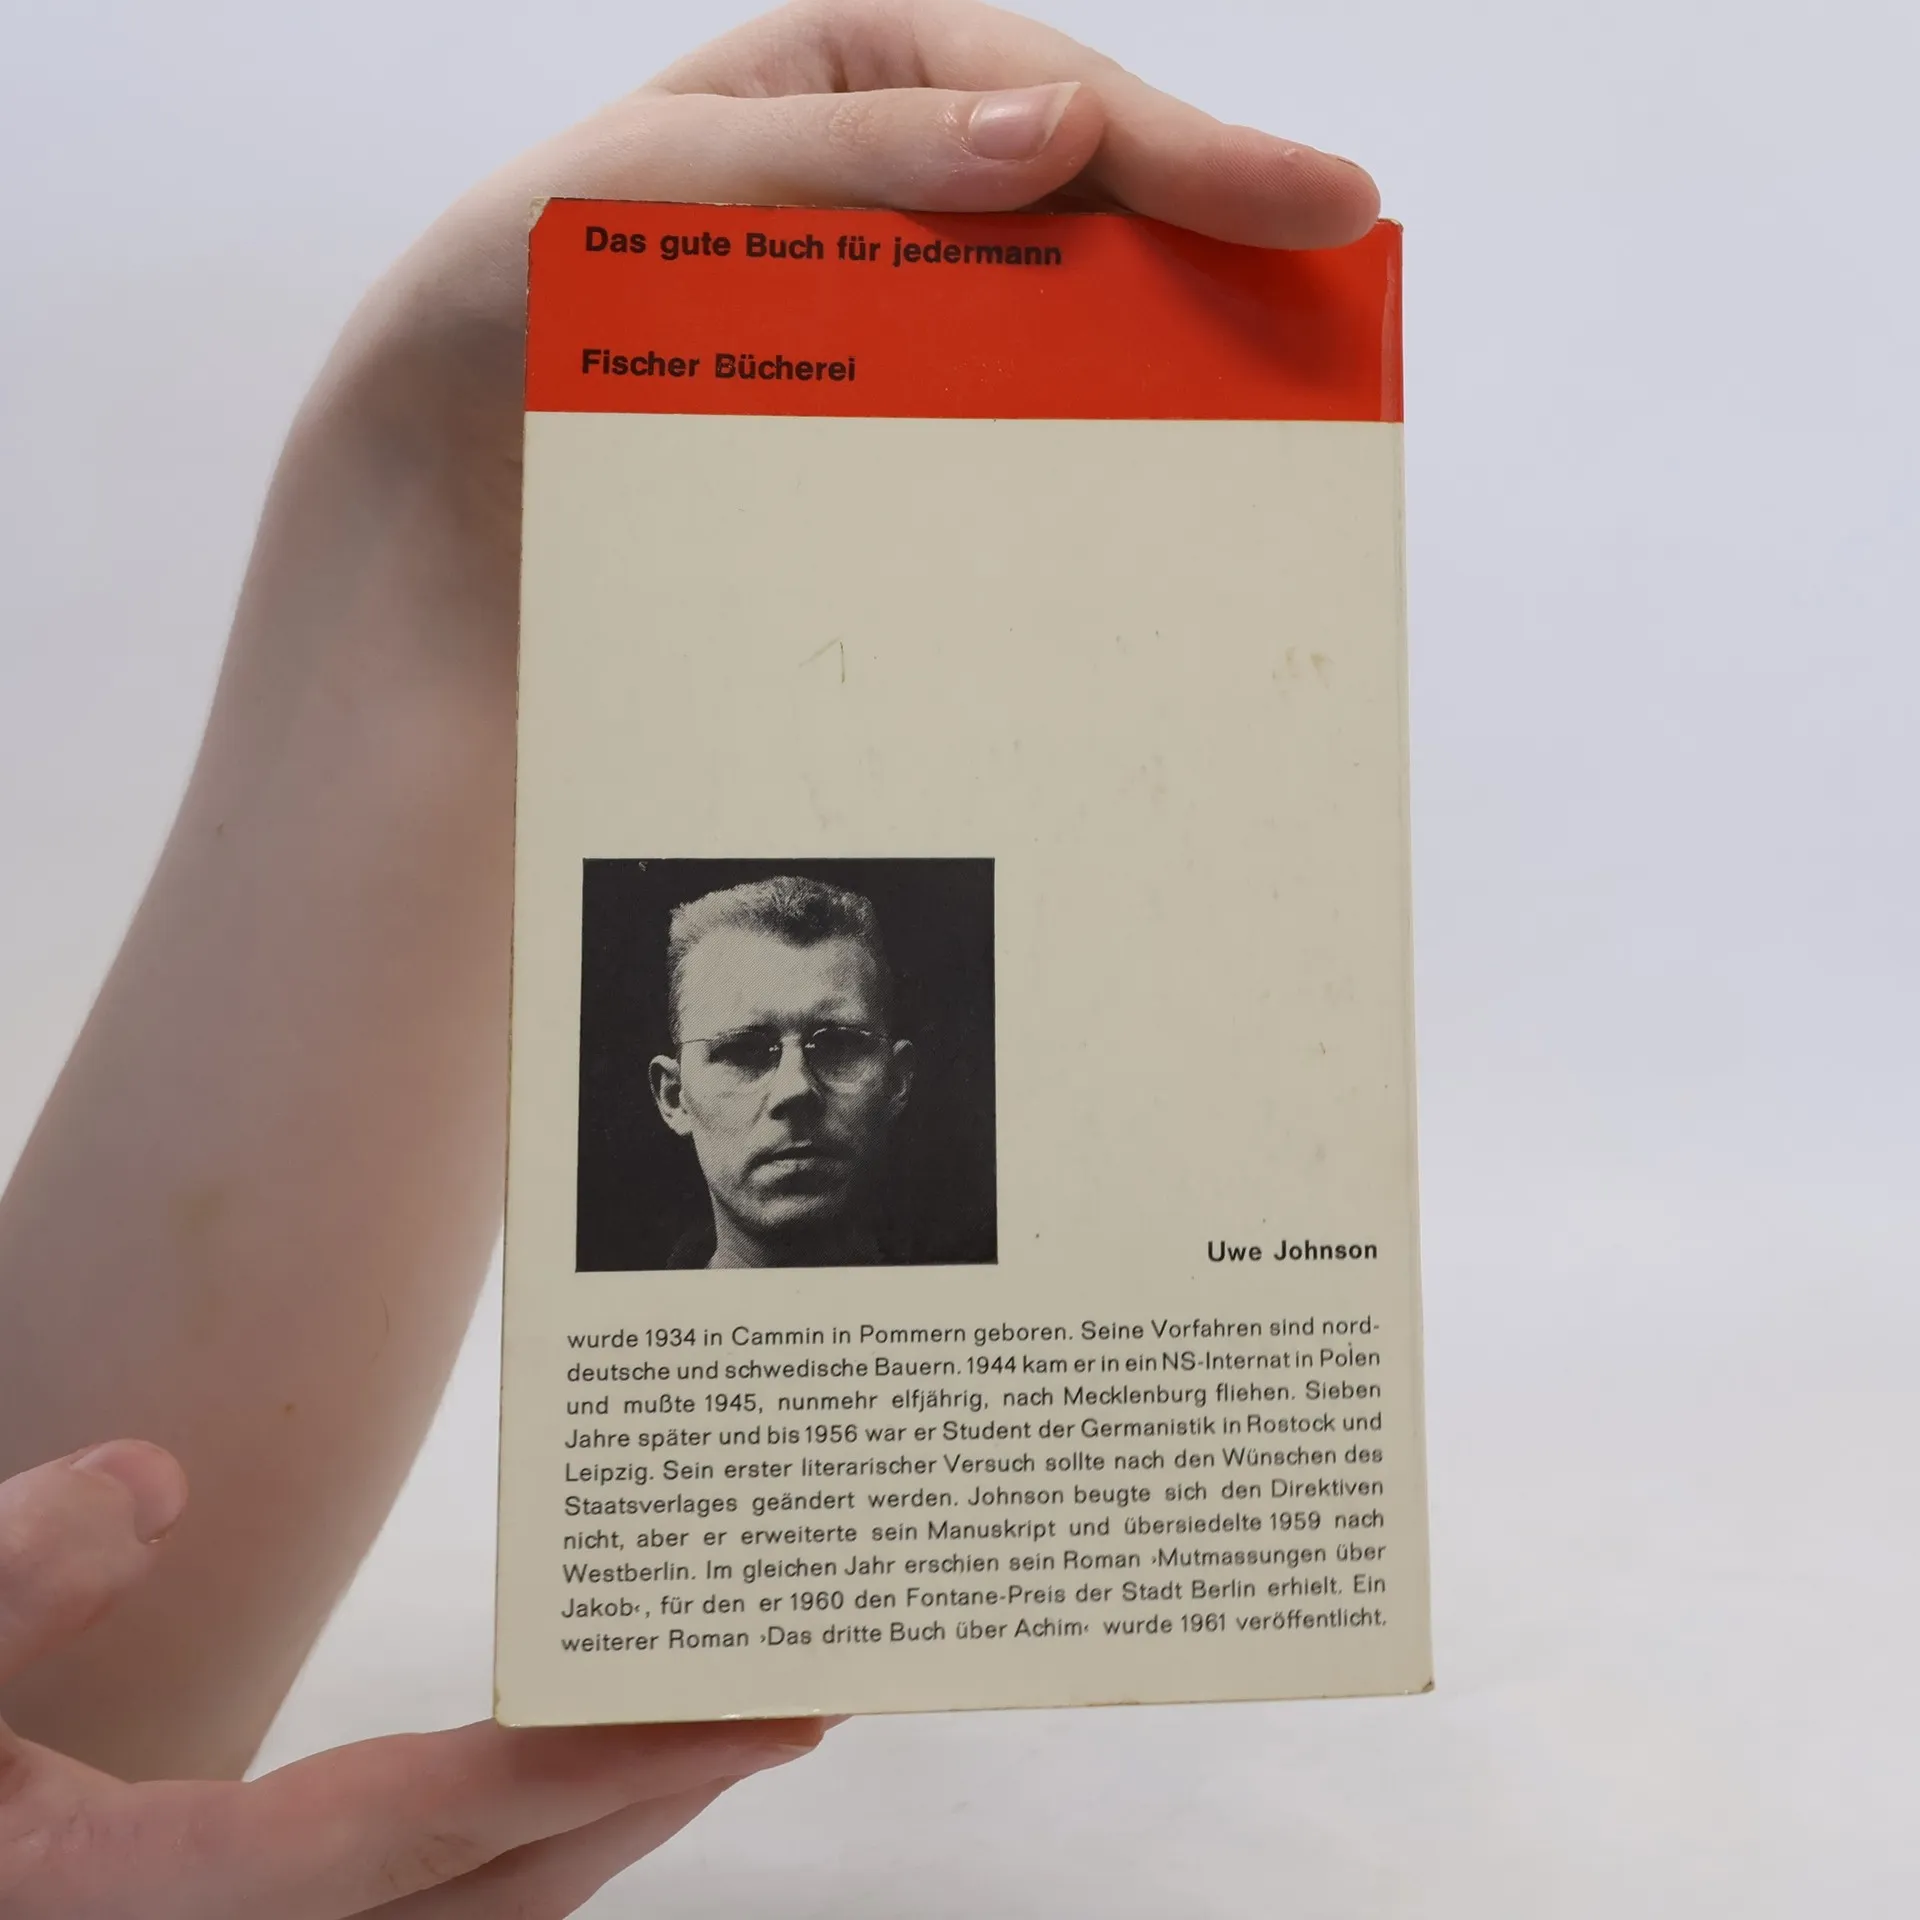 Das gute Buch für jedermann
Fischer Bücherei
Uwe Johnson
wurde 1934 in Cammin in Pommern geboren. Seine Vorfahren sind nord-
deutsche und schwedische Bauern. 1944 kam er in ein NS-Internat in Polen
und mußte 1945, nunmehr elfjährig, nach Mecklenburg fliehen. Sieben
Jahre später und bis 1956 war er Student der Germanistik in Rostock und
Leipzig. Sein erster literarischer Versuch sollte nach den Wünschen des
Staatsverlages geändert werden. Johnson beugte sich den Direktiven
nicht, aber er erweiterte sein Manuskript und übersiedelte 1959 nach
Westberlin. Im gleichen Jahr erschien sein Roman ›Mutmassungen über
Jakob‹, für den er 1960 den Fontane-Preis der Stadt Berlin erhielt. Ein
weiterer Roman ›Das dritte Buch über Achim‹ wurde 1961 veröffentlicht.